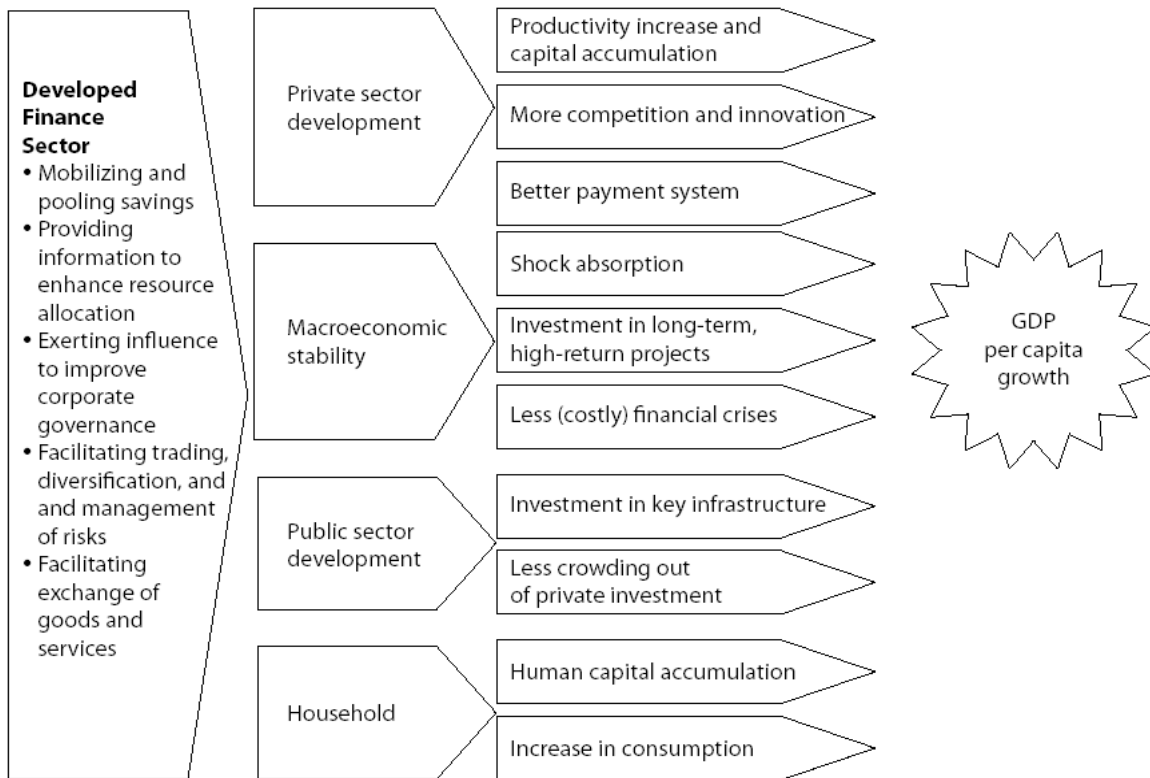 Developed
Finance
Sector
• Mobilizing and
pooling savings
• Providing
information to
enhance resource
allocation
• Exerting influence
to improve
corporate
governance
• Facilitating trading,
diversification, and
and management
of risks
• Facilitating
exchange of
goods and
services
Private sector
development
Productivity increase and
capital accumulation
More competition and innovation
Better payment system
Macroeconomic
stability
Shock absorption
Investment in long-term,
high-return projects
Less (costly) financial crises
Public sector
development
Investment in key infrastructure
Less crowding out
of private investment
Household
Human capital accumulation
Increase in consumption
GDP
per capita
growth